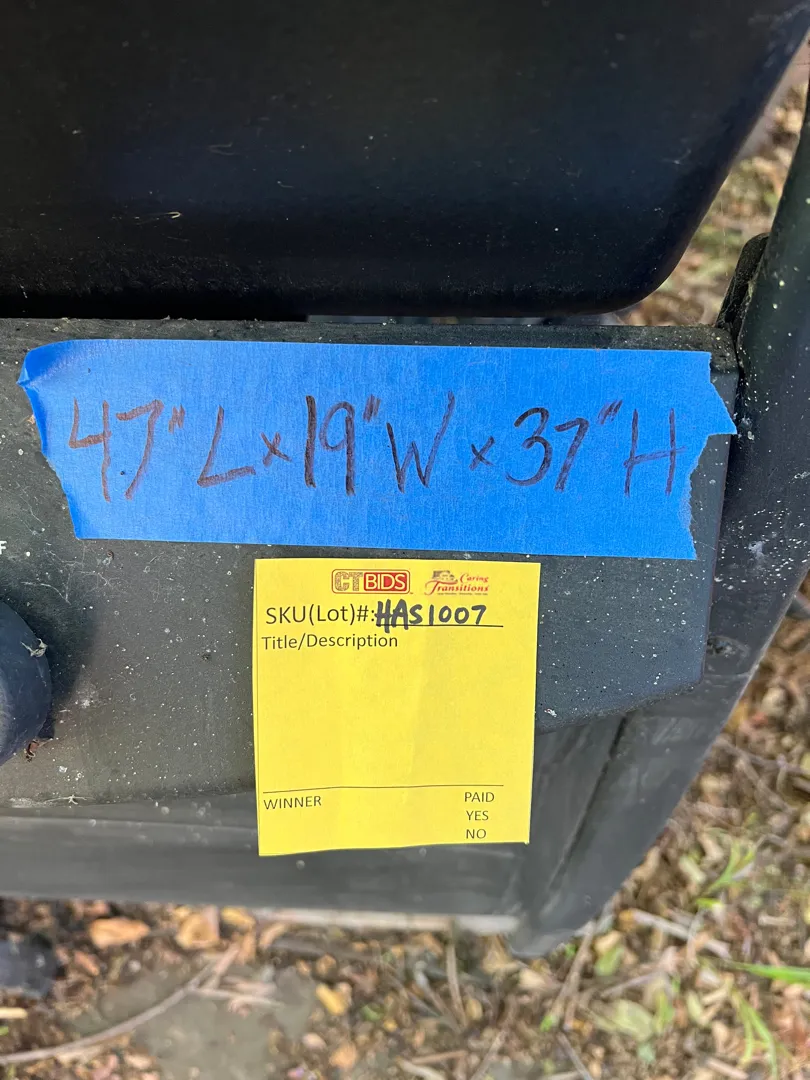 47" L x 19" W x 37" H
F
CTBIDS
Caring
Transitions
SKU(Lot)#: HAS1007
Title/Description
WINNER
PAID
YES
NO